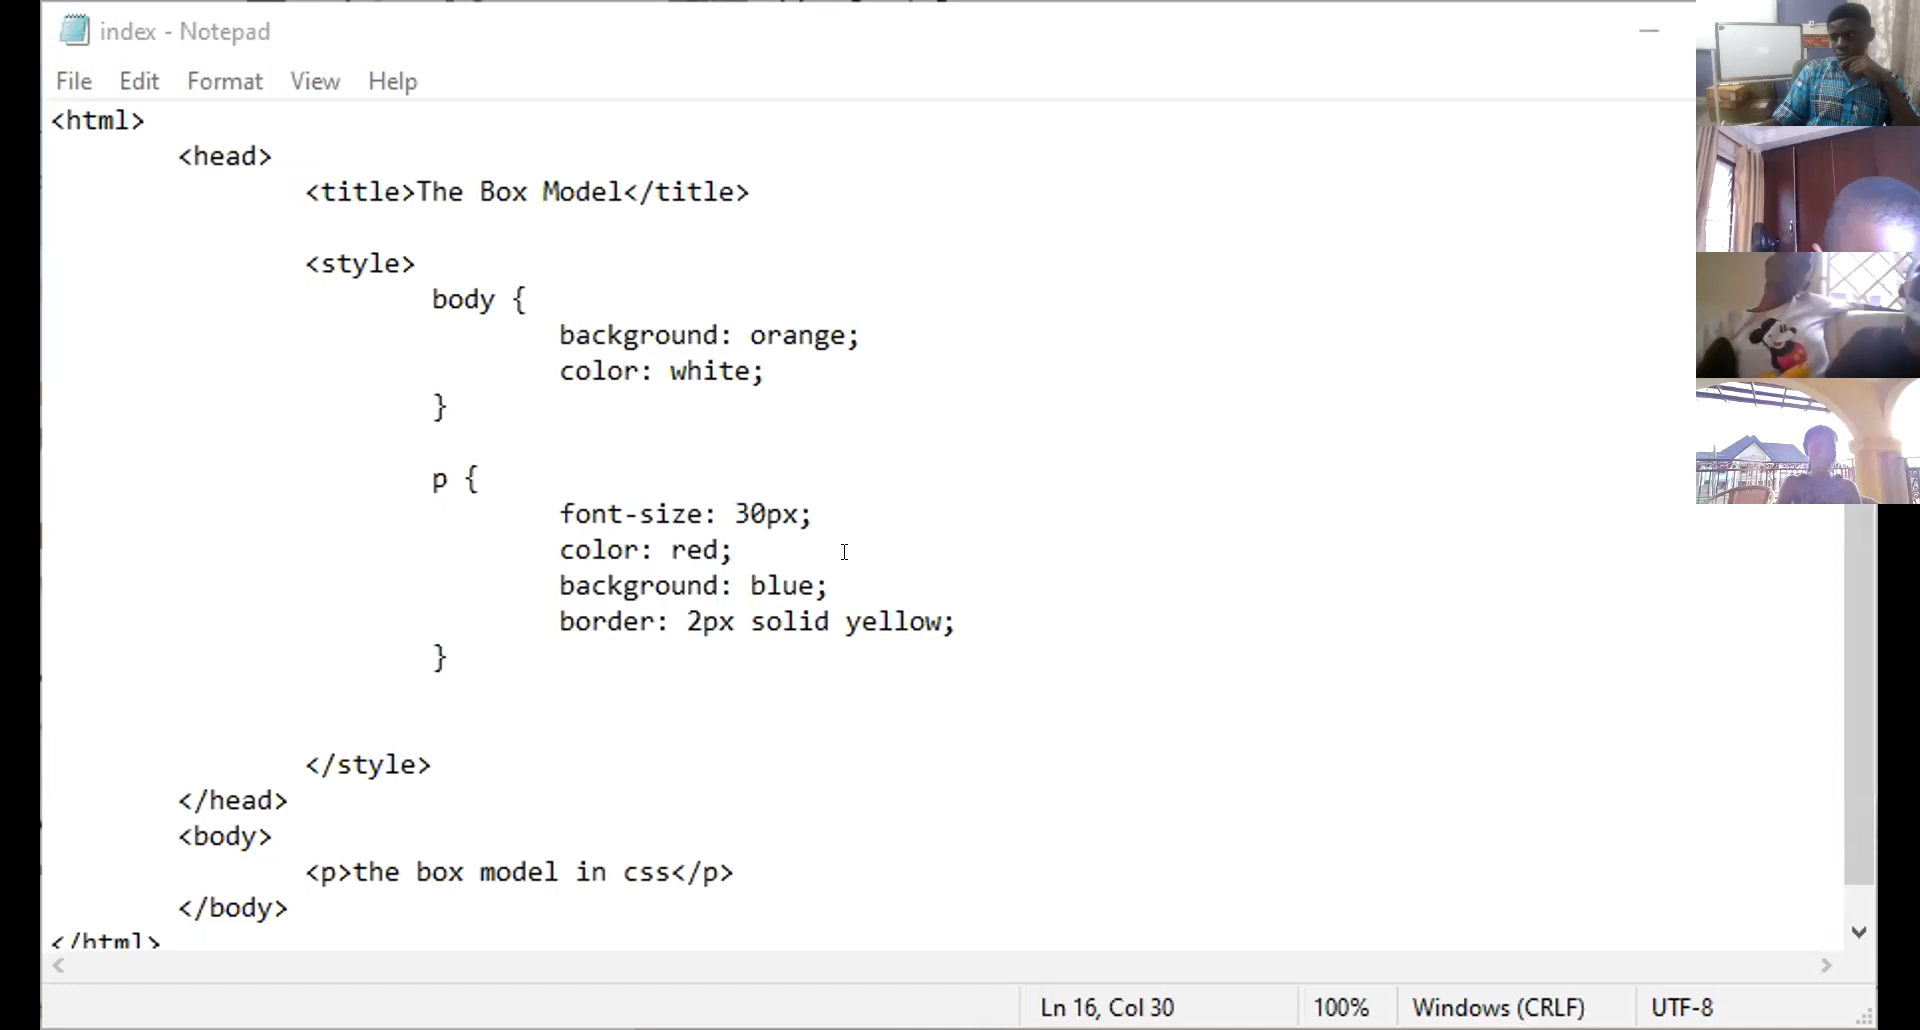 index - Notepad
File Edit Format View Help
<html>
<head>
<title>The Box Model</title>
<style>
body {
background: orange;
color: white;
}
p {
font-size: 30px;
color: red;
background: blue;
border: 2px solid yellow;
}
</style>
</head>
<body>
<p>the box model in css</p>
</body>
</html>
Ln 16, Col 30
100%
Windows (CRLF)
UTF-8